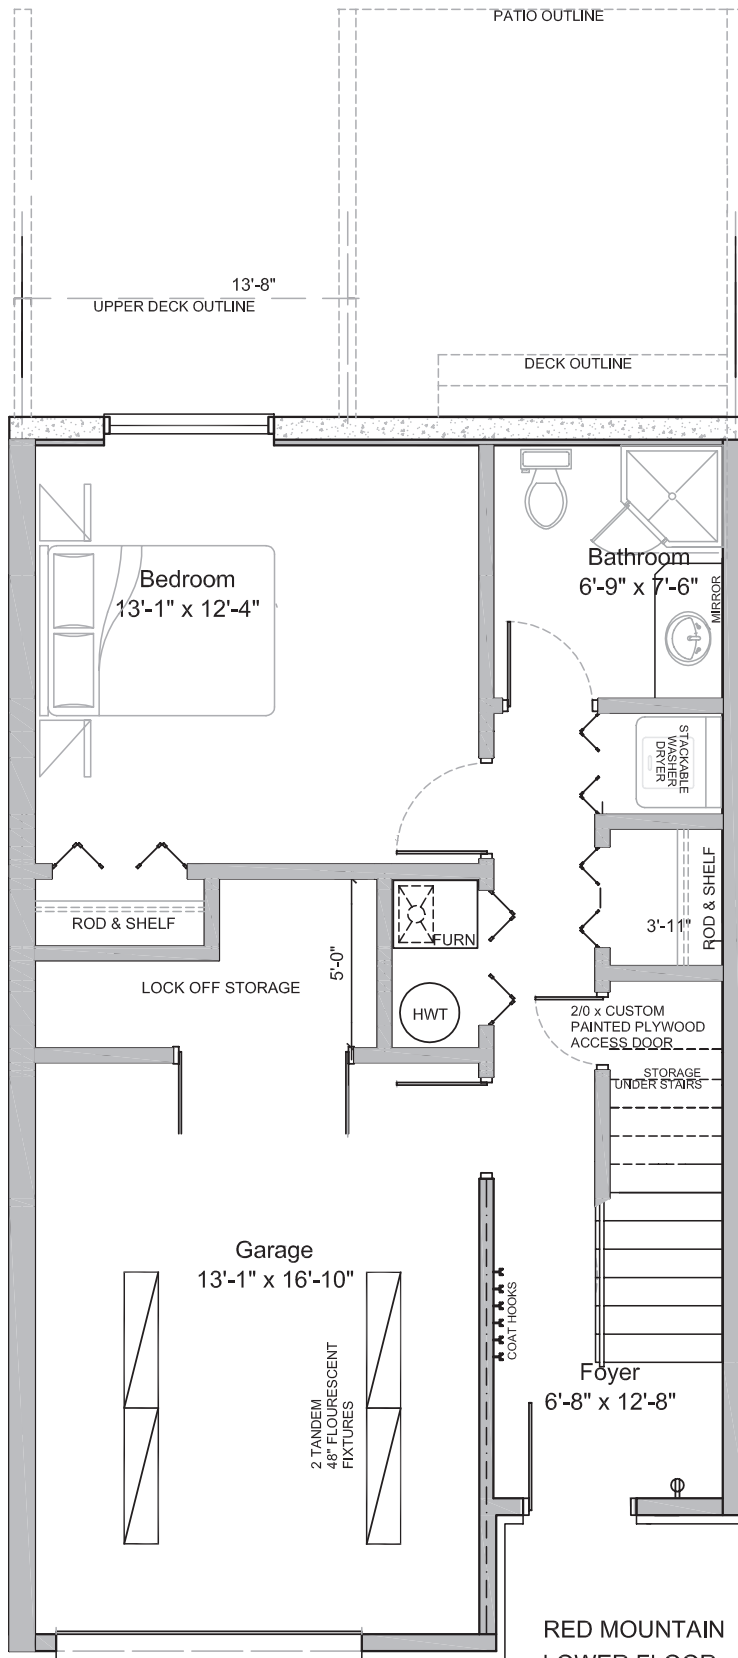 PATIO OUTLINE
13'-8"
UPPER DECK OUTLINE
DECK OUTLINE
Bedroom
13'-1" x 12'-4"
Bathroom
6'-9" x 7'-6"
MIRROR
STACKABLE
WASHER
DRYER
ROD & SHELF
3'-11"
ROD & SHELF
FURN
5'-0"
LOCK OFF STORAGE
HWT
2/0 x CUSTOM
PAINTED PLYWOOD
ACCESS DOOR
STORAGE
UNDER STAIRS
Garage
13'-1" x 16'-10"
COAT HOOKS
2 TANDEM
48" FLOURESCENT
FIXTURES
Foyer
6'-8" x 12'-8"
RED MOUNTAIN
LOWER FLOOR